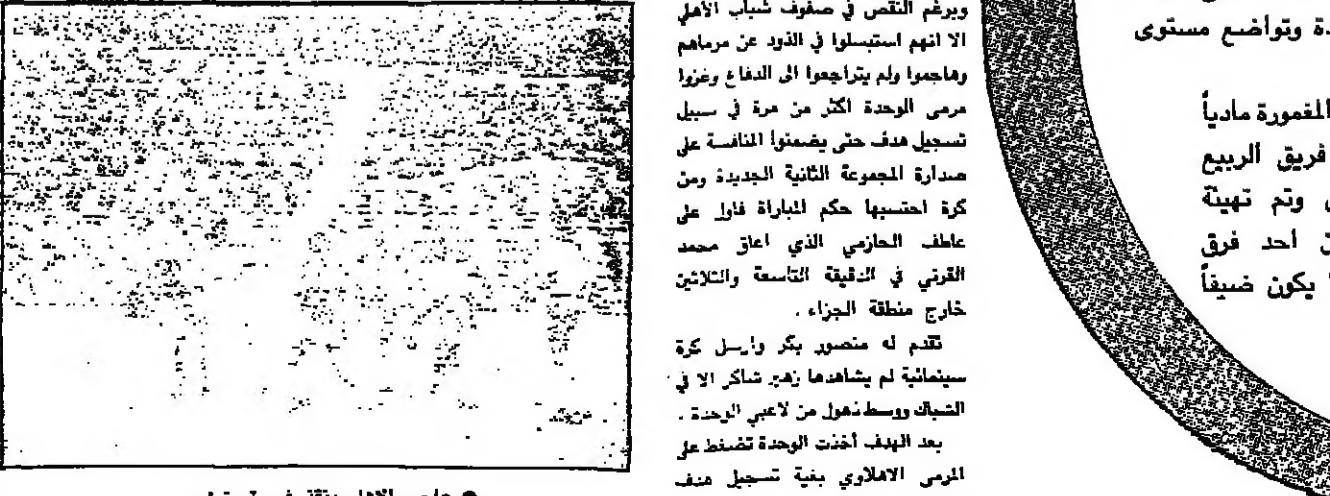 دة وتواضع مستوى
المغمورة مادياً
فريق الربيع
وتم تهيئة
احد فرق
يكون ضيفاً
وبرغم النقص في صفوف شباب الأهلي
الا انهم استبسلوا في الذود عن مرماهم
وهاجموا ولم يتراجعوا الى الدفاع وغزوا
مرمى الوحدة اكثر من مرة في سبيل
تسجيل هدف حتى يضمنوا المنافسة على
صدارة المجموعة الثانية الجديدة ومن
كرة احتسبها حكم المباراة فاول على
عاطف الحازمي الذي اعاق محمد
القرني في الدقيقة التاسعة والثلاثين
خارج منطقة الجزاء .
تقدم له منصور بكر وارسل كرة
سينمائية لم يشاهدها زهير شاكر الا في
الشباك ووسط ذهول من لاعبي الوحدة .
بعد الهدف أخذت الوحدة تضغط على
المرمى الاهلاوي بغية تسجيل هدف